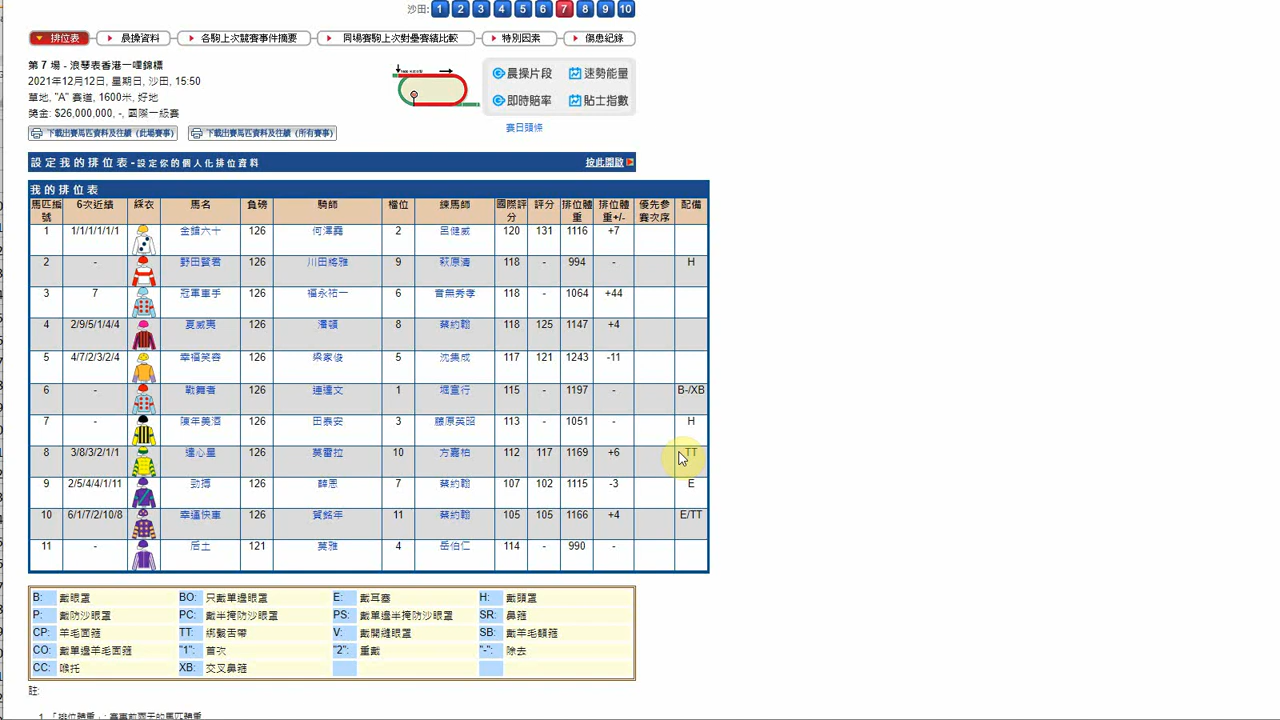 沙田: 1 2 3 4 5 6 7 8 9 10
排位表 晨操資料 各駒上次競賽事件摘要 同場賽駒上次對壘賽績比較 特別因素 傷患紀錄
第 7 場 - 浪琴表香港一哩錦標
2021年12月12日, 星期日, 沙田, 15:50
草地, "A" 賽道, 1600米, 好地
獎金: $26,000,000, -, 國際一級賽
晨操片段 速勢能量
即時賠率 貼士指數
下載出賽馬匹資料及往績 (此場賽事) 下載出賽馬匹資料及往績 (所有賽事)
賽日頭條
設定我的排位表 - 設定你的個人化排位資料 按此開啟
我的排位表
馬匹編號 6次近績 綵衣 馬名 負磅 騎師 檔位 練馬師 國際評分 評分 排位體重 排位體重+/- 優先參賽次序 配備
1 1/1/1/1/1/1 金鎗六十 126 何澤堯 2 呂健威 120 131 1116 +7
2 - 野田賢君 126 川田將雅 9 萩原清 118 - 994 - H
3 7 冠軍車手 126 福永祐一 6 音無秀孝 118 - 1064 +44
4 2/9/5/1/4/4 夏威夷 126 潘頓 8 蔡約翰 118 125 1147 +4
5 4/7/2/3/2/4 幸福笑容 126 梁家俊 5 沈集成 117 121 1243 -11
6 - 戰舞者 126 連達文 1 堀宣行 115 - 1197 - B-/XB
7 - 陳年美酒 126 田泰安 3 藤原英昭 113 - 1051 - H
8 3/8/3/2/1/1 達心星 126 莫雷拉 10 方嘉柏 112 117 1169 +6 TT
9 2/5/4/4/1/11 勁搏 126 薛恩 7 蔡約翰 107 102 1115 -3 E
10 6/1/7/2/10/8 幸運快車 126 賀銘年 11 蔡約翰 105 105 1166 +4 E/TT
11 - 后土 121 莫雅 4 岳伯仁 114 - 990 -
B: 戴眼罩 BO: 只戴單邊眼罩 E: 戴耳塞 H: 戴頭罩
P: 戴防沙眼罩 PC: 戴半掩防沙眼罩 PS: 戴單邊半掩防沙眼罩 SR: 鼻箍
CP: 羊毛面箍 TT: 綁繫舌帶 V: 戴開縫眼罩 SB: 戴羊毛額箍
CO: 戴單邊羊毛面箍 "1": 首次 "2": 重戴 "-": 除去
CC: 喉托 XB: 交叉鼻箍
註:
1. 「排位體重」: 賽事前兩天的馬匹體重